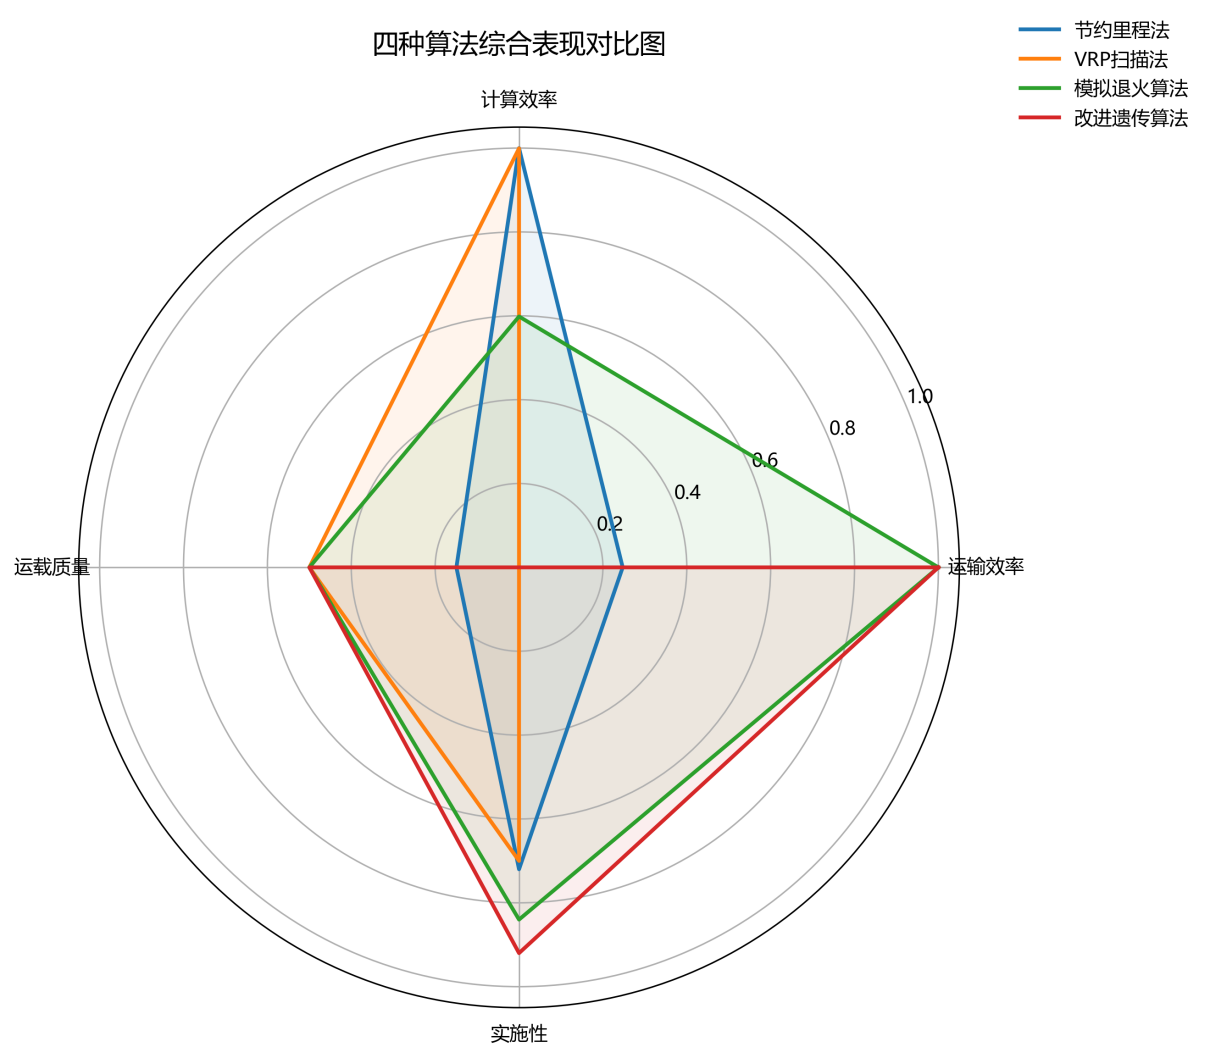 四种算法综合表现对比图
节约里程法
VRP扫描法
模拟退火算法
改进遗传算法
计算效率
1.0
0.8
0.6
0.4
0.2
运载质量
运输效率
实施性